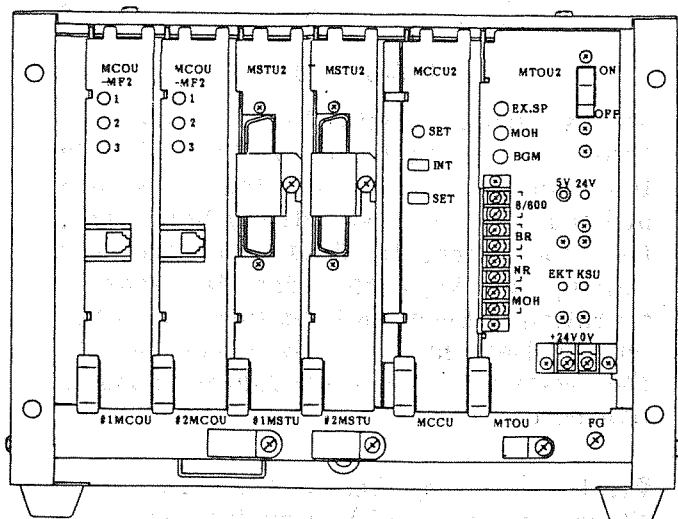 MCOU
-MF2
1
2
3
MCOU
-MF2
1
2
3
MSTU2
MSTU2
MCCU2
SET
INT
SET
MTOU2
ON
OFF
EX.SP
MOH
BGM
5V 24V
8/600
BR
NR
MOH
EKT KSU
+24V 0V
#1MCOU
#2MCOU
#1MSTU
#2MSTU
MCCU
MTOU
FG